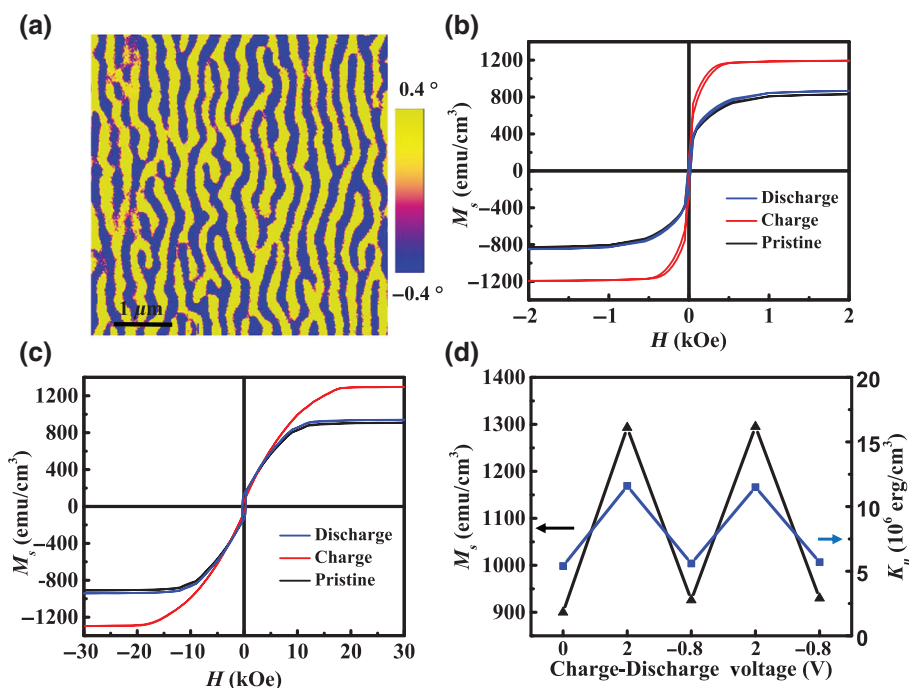 (a)
0.4 °
−0.4 °
1 μm
(b)
1200
800
400
0
−400
−800
−1200
M_s (emu/cm³)
Discharge
Charge
Pristine
−2
−1
0
1
2
H (kOe)
(c)
1200
800
400
0
−400
−800
−1200
M_s (emu/cm³)
Discharge
Charge
Pristine
−30
−20
−10
0
10
20
30
H (kOe)
(d)
1400
1300
1200
1100
1000
900
M_s (emu/cm³)
20
15
10
5
0
K_u (10⁶ erg/cm³)
0
2
−0.8
2
−0.8
Charge-Discharge voltage (V)